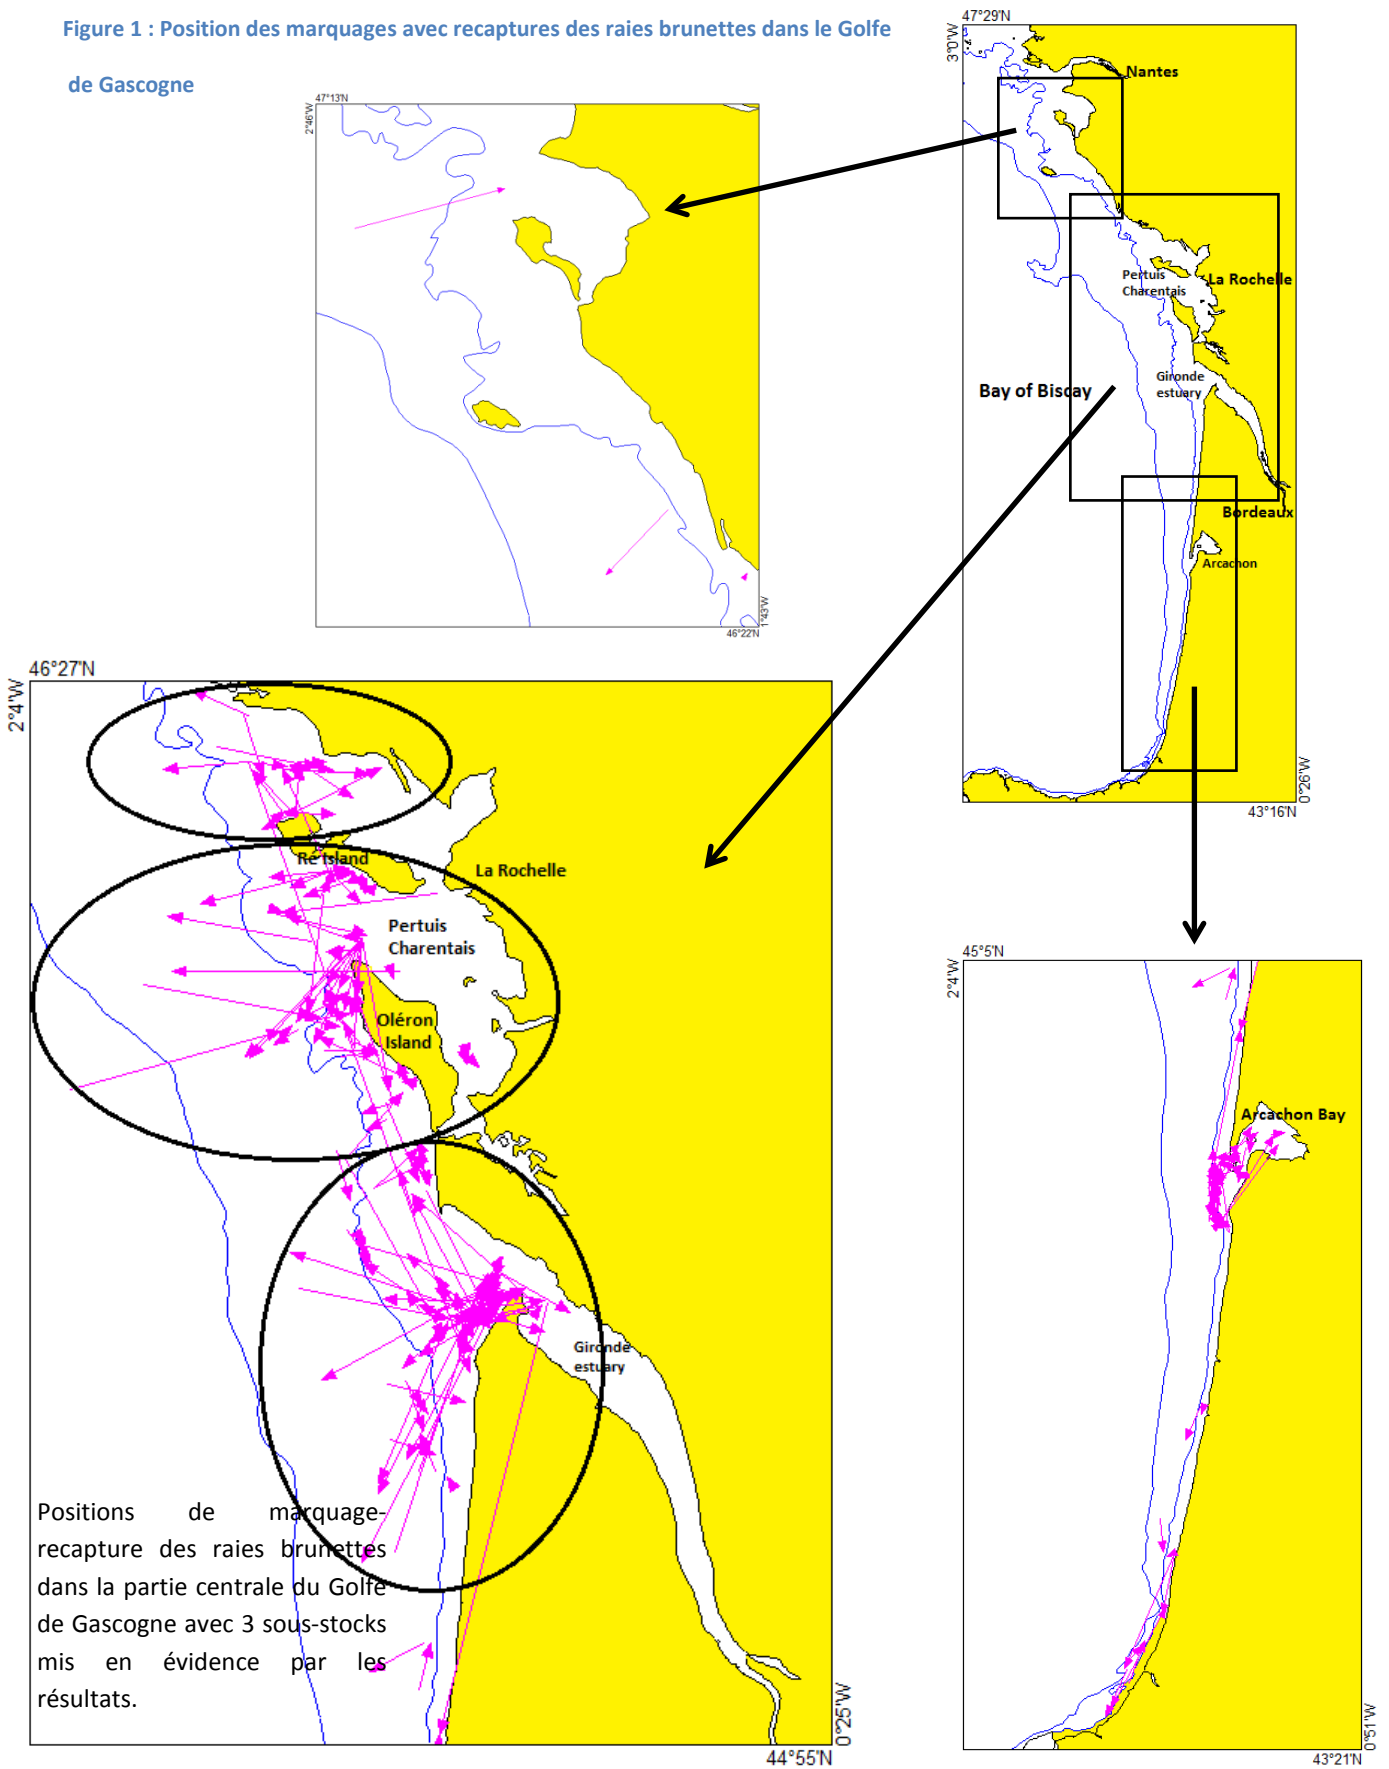 Figure 1 : Position des marquages avec recaptures des raies brunettes dans le Golfe
de Gascogne
47°13'N
2°46'W
46°22'N
1°43'W
47°29'N
3°0'W
Nantes
Pertuis
Charentais
La Rochelle
Gironde
estuary
Bay of Biscay
Bordeaux
Arcachon
0°26'W
43°16'N
46°27'N
2°4'W
Ré Island
La Rochelle
Pertuis
Charentais
Oléron
Island
Gironde
estuary
Positions de marquage-
recapture des raies brunettes
dans la partie centrale du Golfe
de Gascogne avec 3 sous-stocks
mis en évidence par les
résultats.
0°25'W
44°55'N
45°5'N
2°4'W
Arcachon Bay
0°51'W
43°21'N